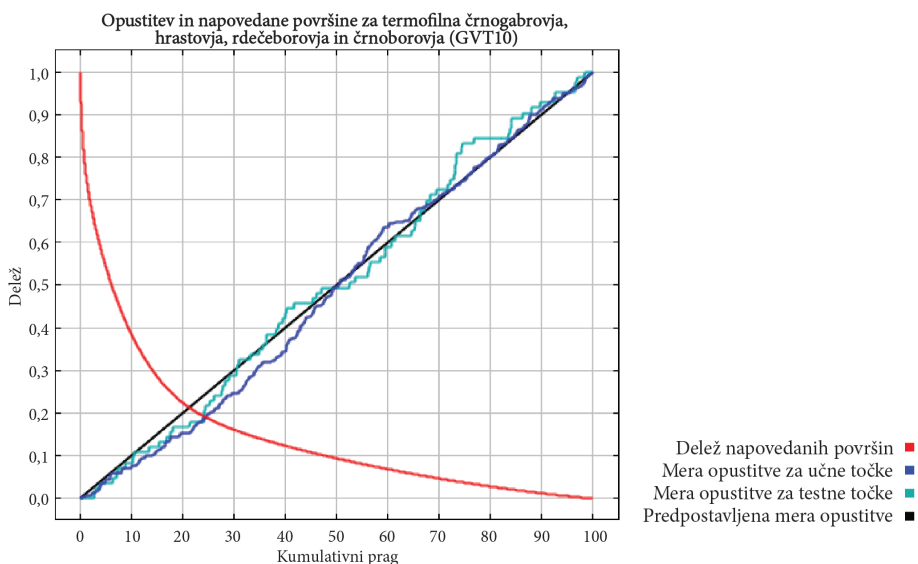 Opustitev in napovedane površine za termofilna črnogabrovja,
hrastovja, rdečeborovja in črnoborovja (GVT10)
1,0
0,9
0,8
0,7
0,6
0,5
0,4
0,3
0,2
0,1
0,0
Delež
0 10 20 30 40 50 60 70 80 90 100
Kumulativni prag
Delež napovedanih površin
Mera opustitve za učne točke
Mera opustitve za testne točke
Predpostavljena mera opustitve